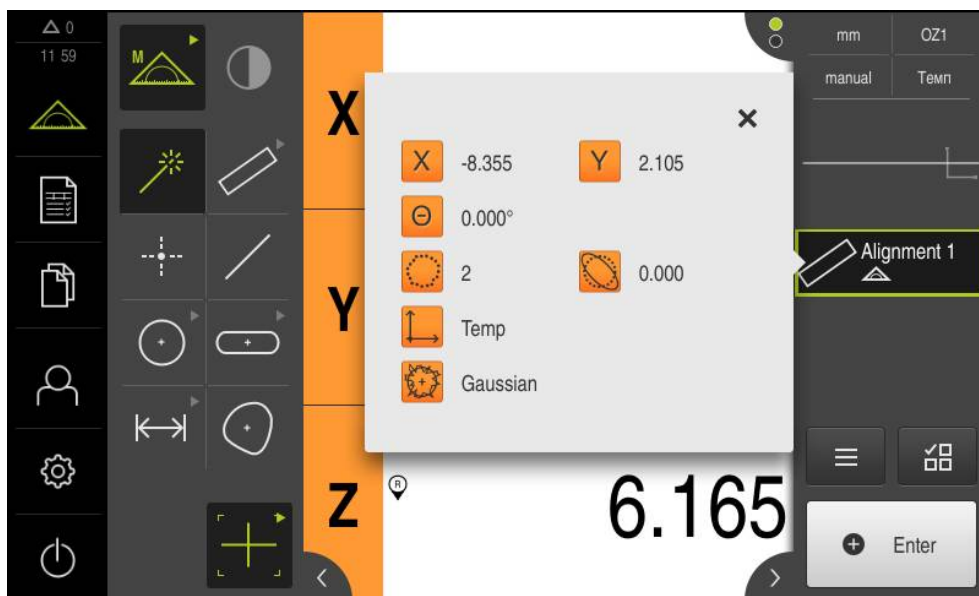 0
11 59
M
X
Y
Z
X -8.355 Y 2.105
Θ 0.000°
2 0.000
Temp
Gaussian
R
6.165
mm OZ1
manual Темп
Alignment 1
Enter